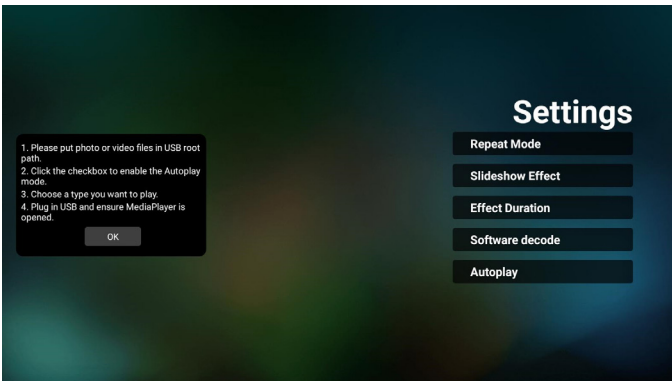 1. Please put photo or video files in USB root
path.
2. Click the checkbox to enable the Autoplay
mode.
3. Choose a type you want to play.
4. Plug in USB and ensure MediaPlayer is
opened.
OK
Settings
Repeat Mode
Slideshow Effect
Effect Duration
Software decode
Autoplay